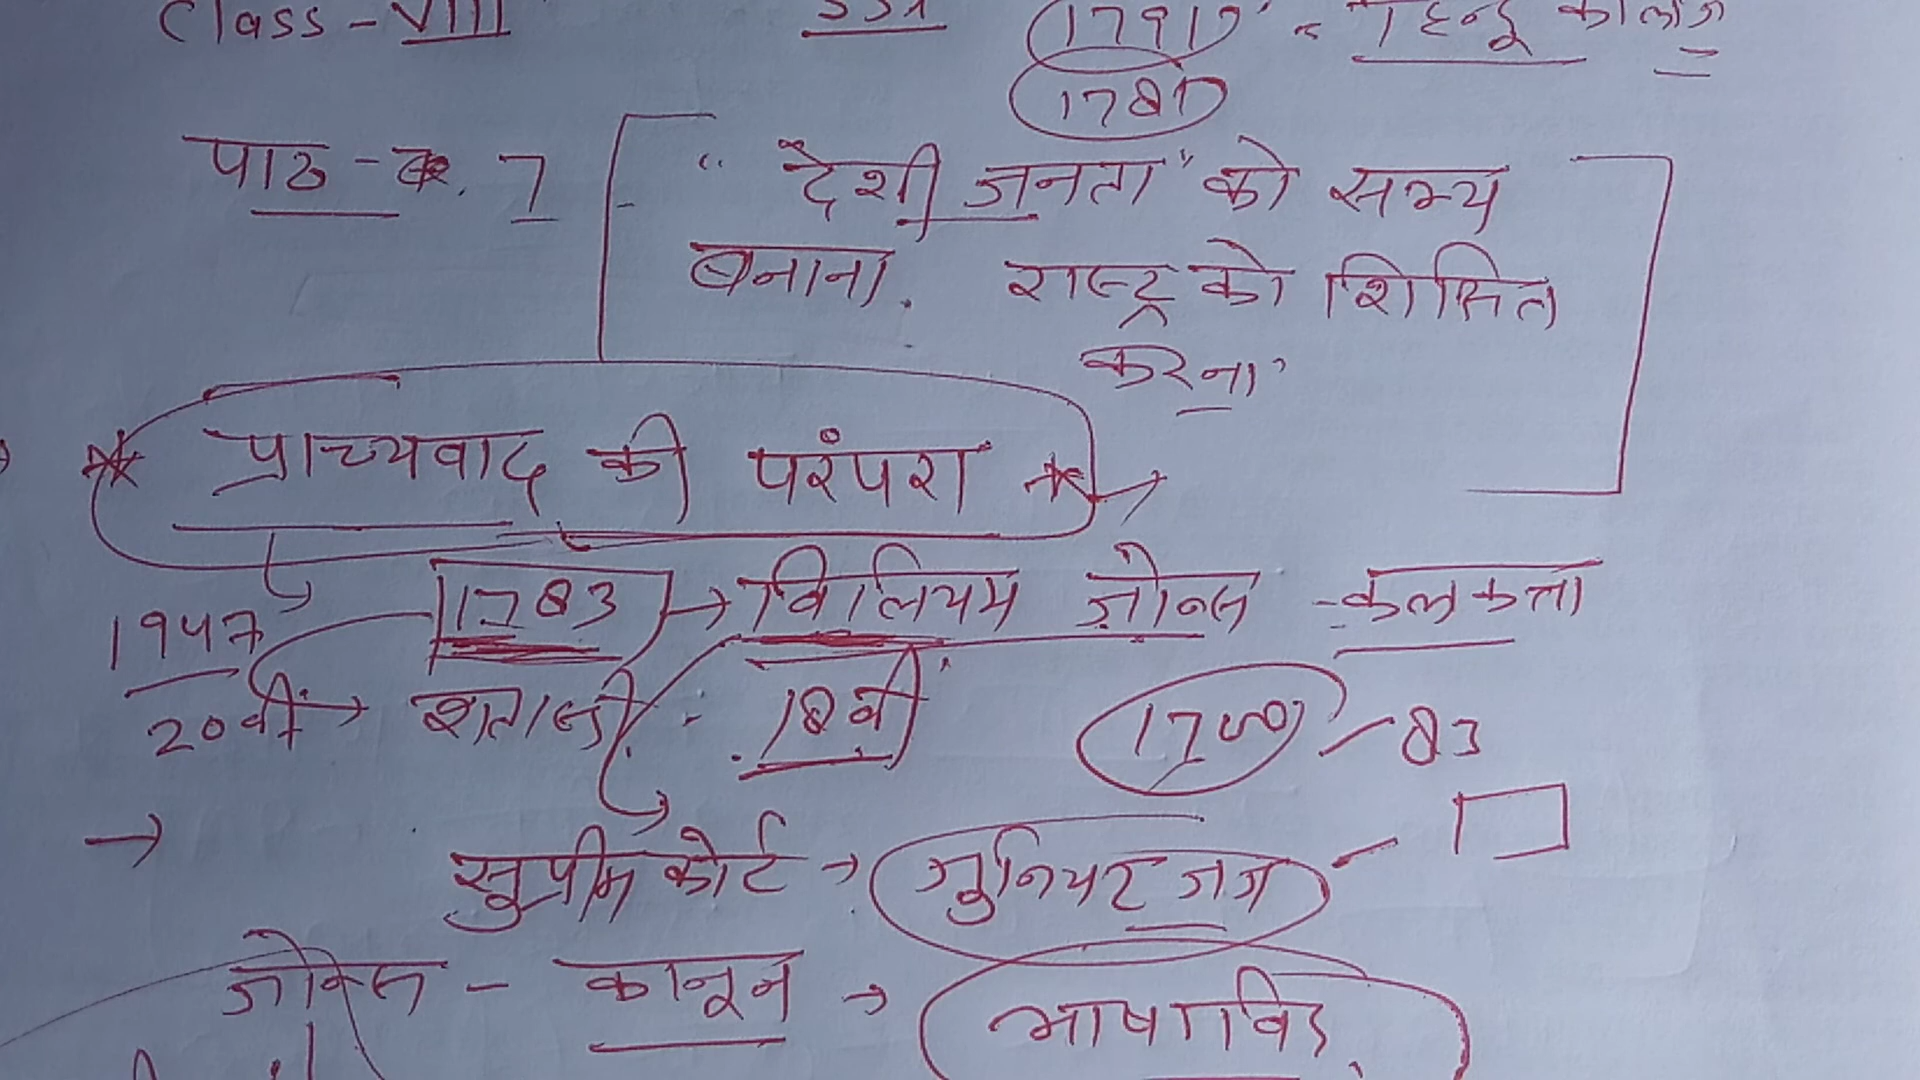 Class - VIII SST 1791 - हिन्दू कॉलेज
1781
पाठ - 7 - "देशी जनता" को सभ्य
बनाना. राष्ट्र को शिक्षित
करना
* प्राच्यवाद की परंपरा * →
1783 → विलियम जोन्स - कलकत्ता
1947
20वीं → शताब्दी - 18वीं 1700 - 83
→
सुप्रीम कोर्ट → जुनियर जज
जोन्स - कानून → भाषाविद